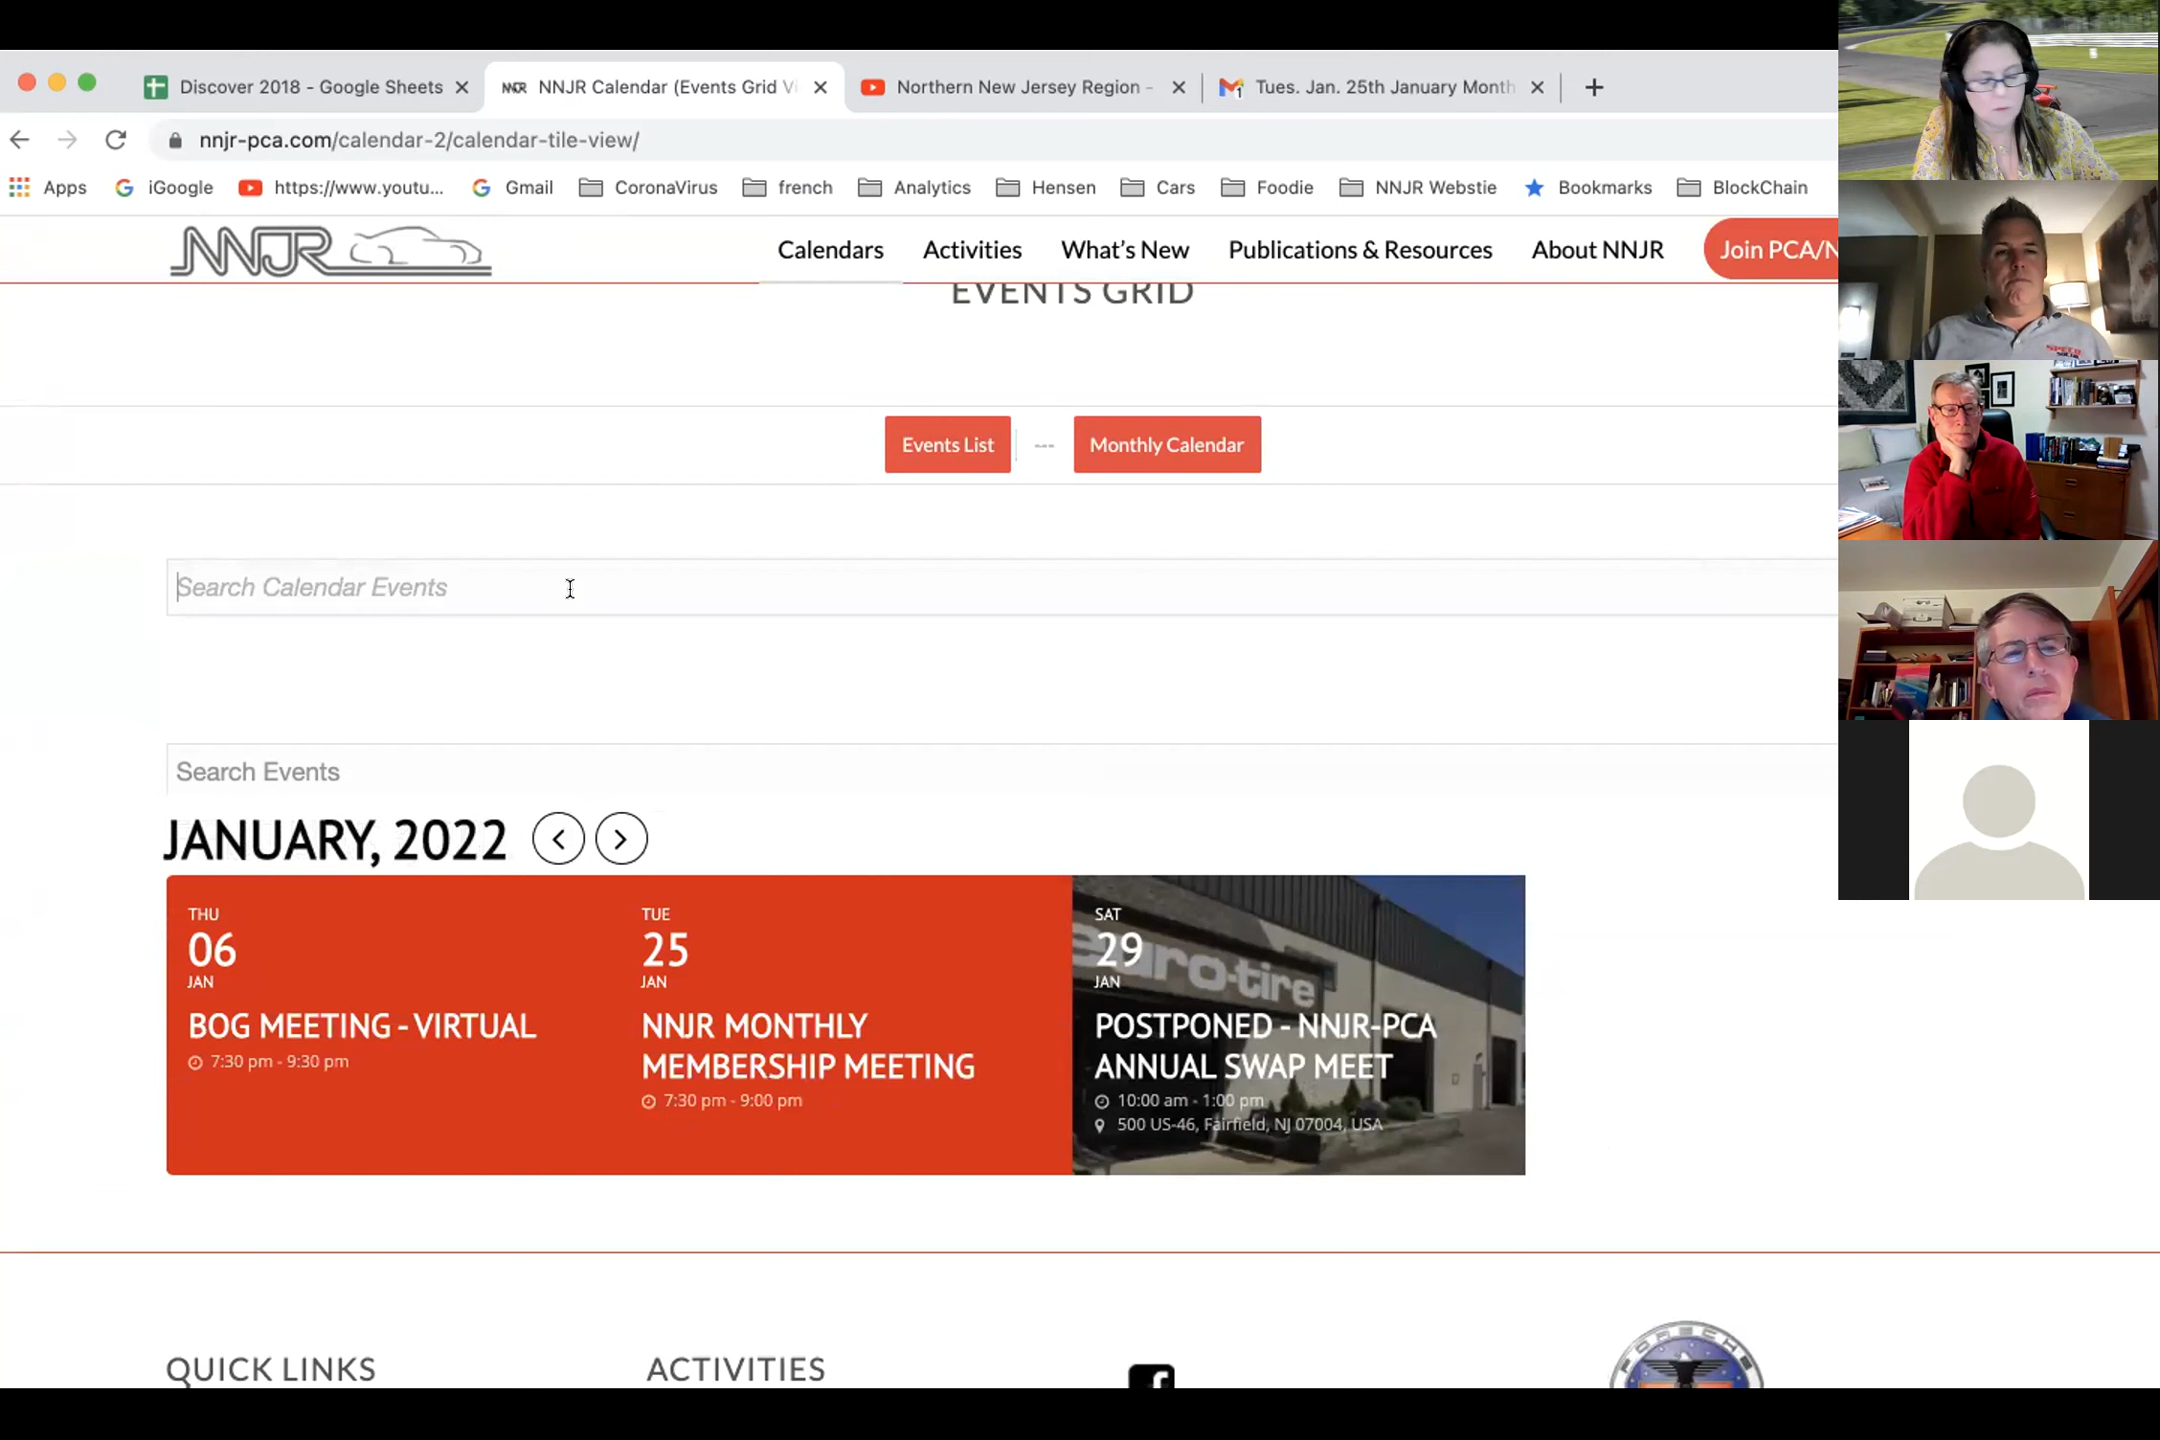 Discover 2018 - Google Sheets
NNJR NNJR Calendar (Events Grid Vi
Northern New Jersey Region -
Tues. Jan. 25th January Month
nnjr-pca.com/calendar-2/calendar-tile-view/
Apps iGoogle https://www.youtu... Gmail CoronaVirus french Analytics Hensen Cars Foodie NNJR Webstie Bookmarks BlockChain
NNJR Calendars Activities What's New Publications & Resources About NNJR Join PCA/N
EVENTS GRID
Events List Monthly Calendar
Search Calendar Events
Search Events
JANUARY, 2022
THU
06
JAN
BOG MEETING - VIRTUAL
7:30 pm - 9:30 pm
TUE
25
JAN
NNJR MONTHLY
MEMBERSHIP MEETING
7:30 pm - 9:00 pm
SAT
29
JAN
euro-tire
POSTPONED - NNJR-PCA
ANNUAL SWAP MEET
10:00 am - 1:00 pm
500 US-46, Fairfield, NJ 07004, USA
QUICK LINKS
ACTIVITIES
PORSCHE